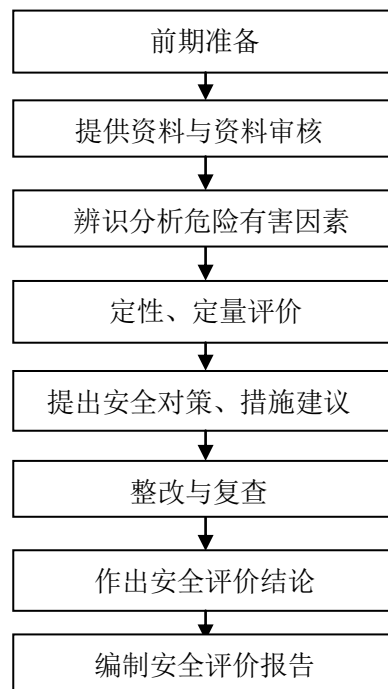 前期准备
提供资料与资料审核
辨识分析危险有害因素
定性、定量评价
提出安全对策、措施建议
整改与复查
作出安全评价结论
编制安全评价报告